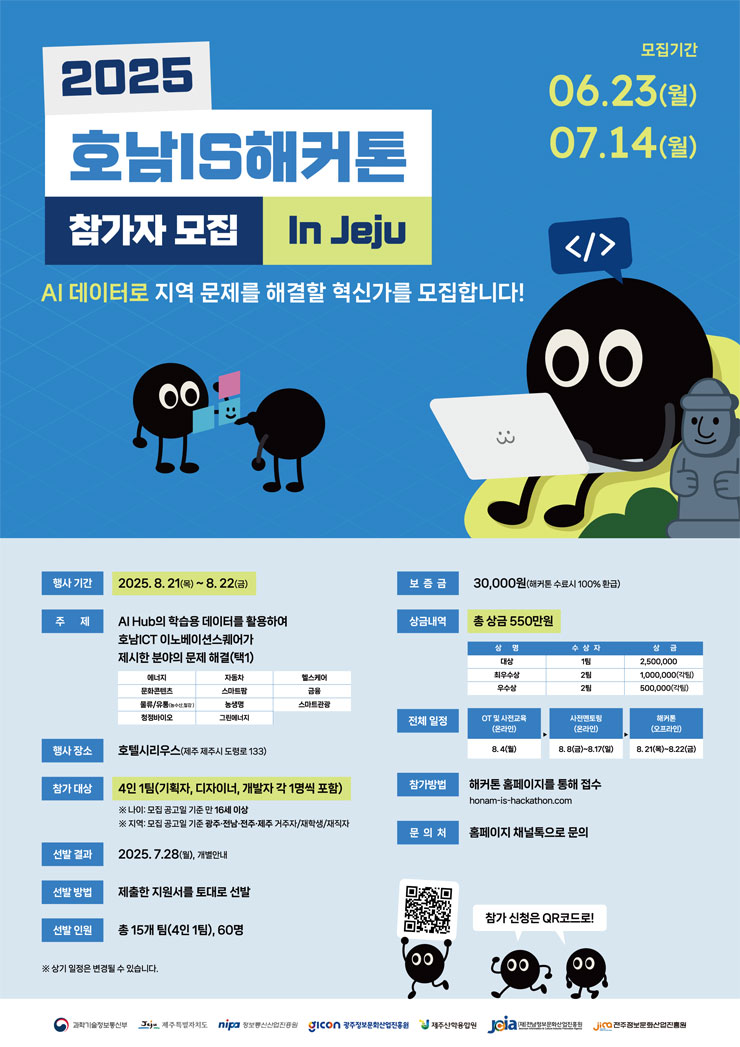 2025
호남IS해커톤
참가자 모집
In Jeju
모집기간
06.23(월)
07.14(월)
AI 데이터로 지역 문제를 해결할 혁신가를 모집합니다!
</>
행사 기간
2025. 8. 21(목) ~ 8. 22(금)
주 제
AI Hub의 학습용 데이터를 활용하여
호남ICT 이노베이션스퀘어가
제시한 분야의 문제 해결(택1)
에너지 자동차 헬스케어
문화콘텐츠 스마트팜 금융
물류/유통 농생명 스마트관광
청정바이오 그린에너지
행사 장소
호텔시리우스(제주 제주시 도령로 133)
참가 대상
4인 1팀(기획자, 디자이너, 개발자 각 1명씩 포함)
※ 나이: 모집 공고일 기준 만 16세 이상
※ 지역: 모집 공고일 기준 광주·전남·전주·제주 거주자/재학생/재직자
선발 결과
2025. 7.28(월), 개별안내
선발 방법
제출한 지원서를 토대로 선발
선발 인원
총 15개 팀(4인 1팀), 60명
※ 상기 일정은 변경될 수 있습니다.
보 증 금
30,000원(해커톤 수료시 100% 환급)
상금내역
총 상금 550만원
상 명 수 상 자 상 금
대상 1팀 2,500,000
최우수상 2팀 1,000,000(각팀)
우수상 2팀 500,000(각팀)
전체 일정
OT 및 사전교육
(온라인)
8. 4(월)
사전멘토링
(온라인)
8. 8(금)~8.17(일)
해커톤
(오프라인)
8. 21(목)~8.22(금)
참가방법
해커톤 홈페이지를 통해 접수
honam-is-hackathon.com
문 의 처
홈페이지 채널톡으로 문의
참가 신청은 QR코드로!
과학기술정보통신부
Jeju 제주특별자치도
nipa 정보통신산업진흥원
gicon 광주정보문화산업진흥원
제주산학융합원
jcia (재)전남정보문화산업진흥원
jica 전주정보문화산업진흥원